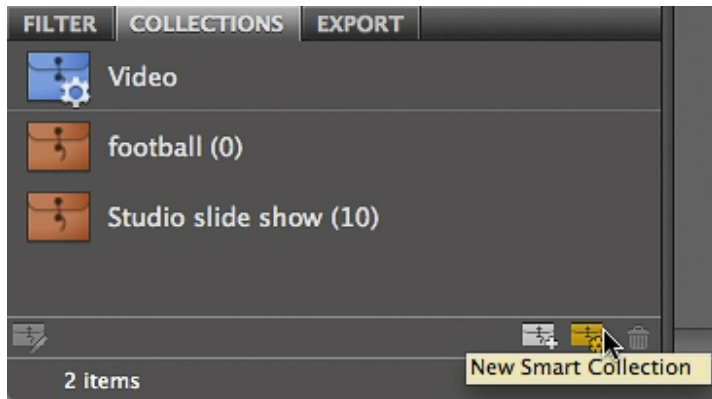 FILTER COLLECTIONS EXPORT
Video
football (0)
Studio slide show (10)
2 items
New Smart Collection